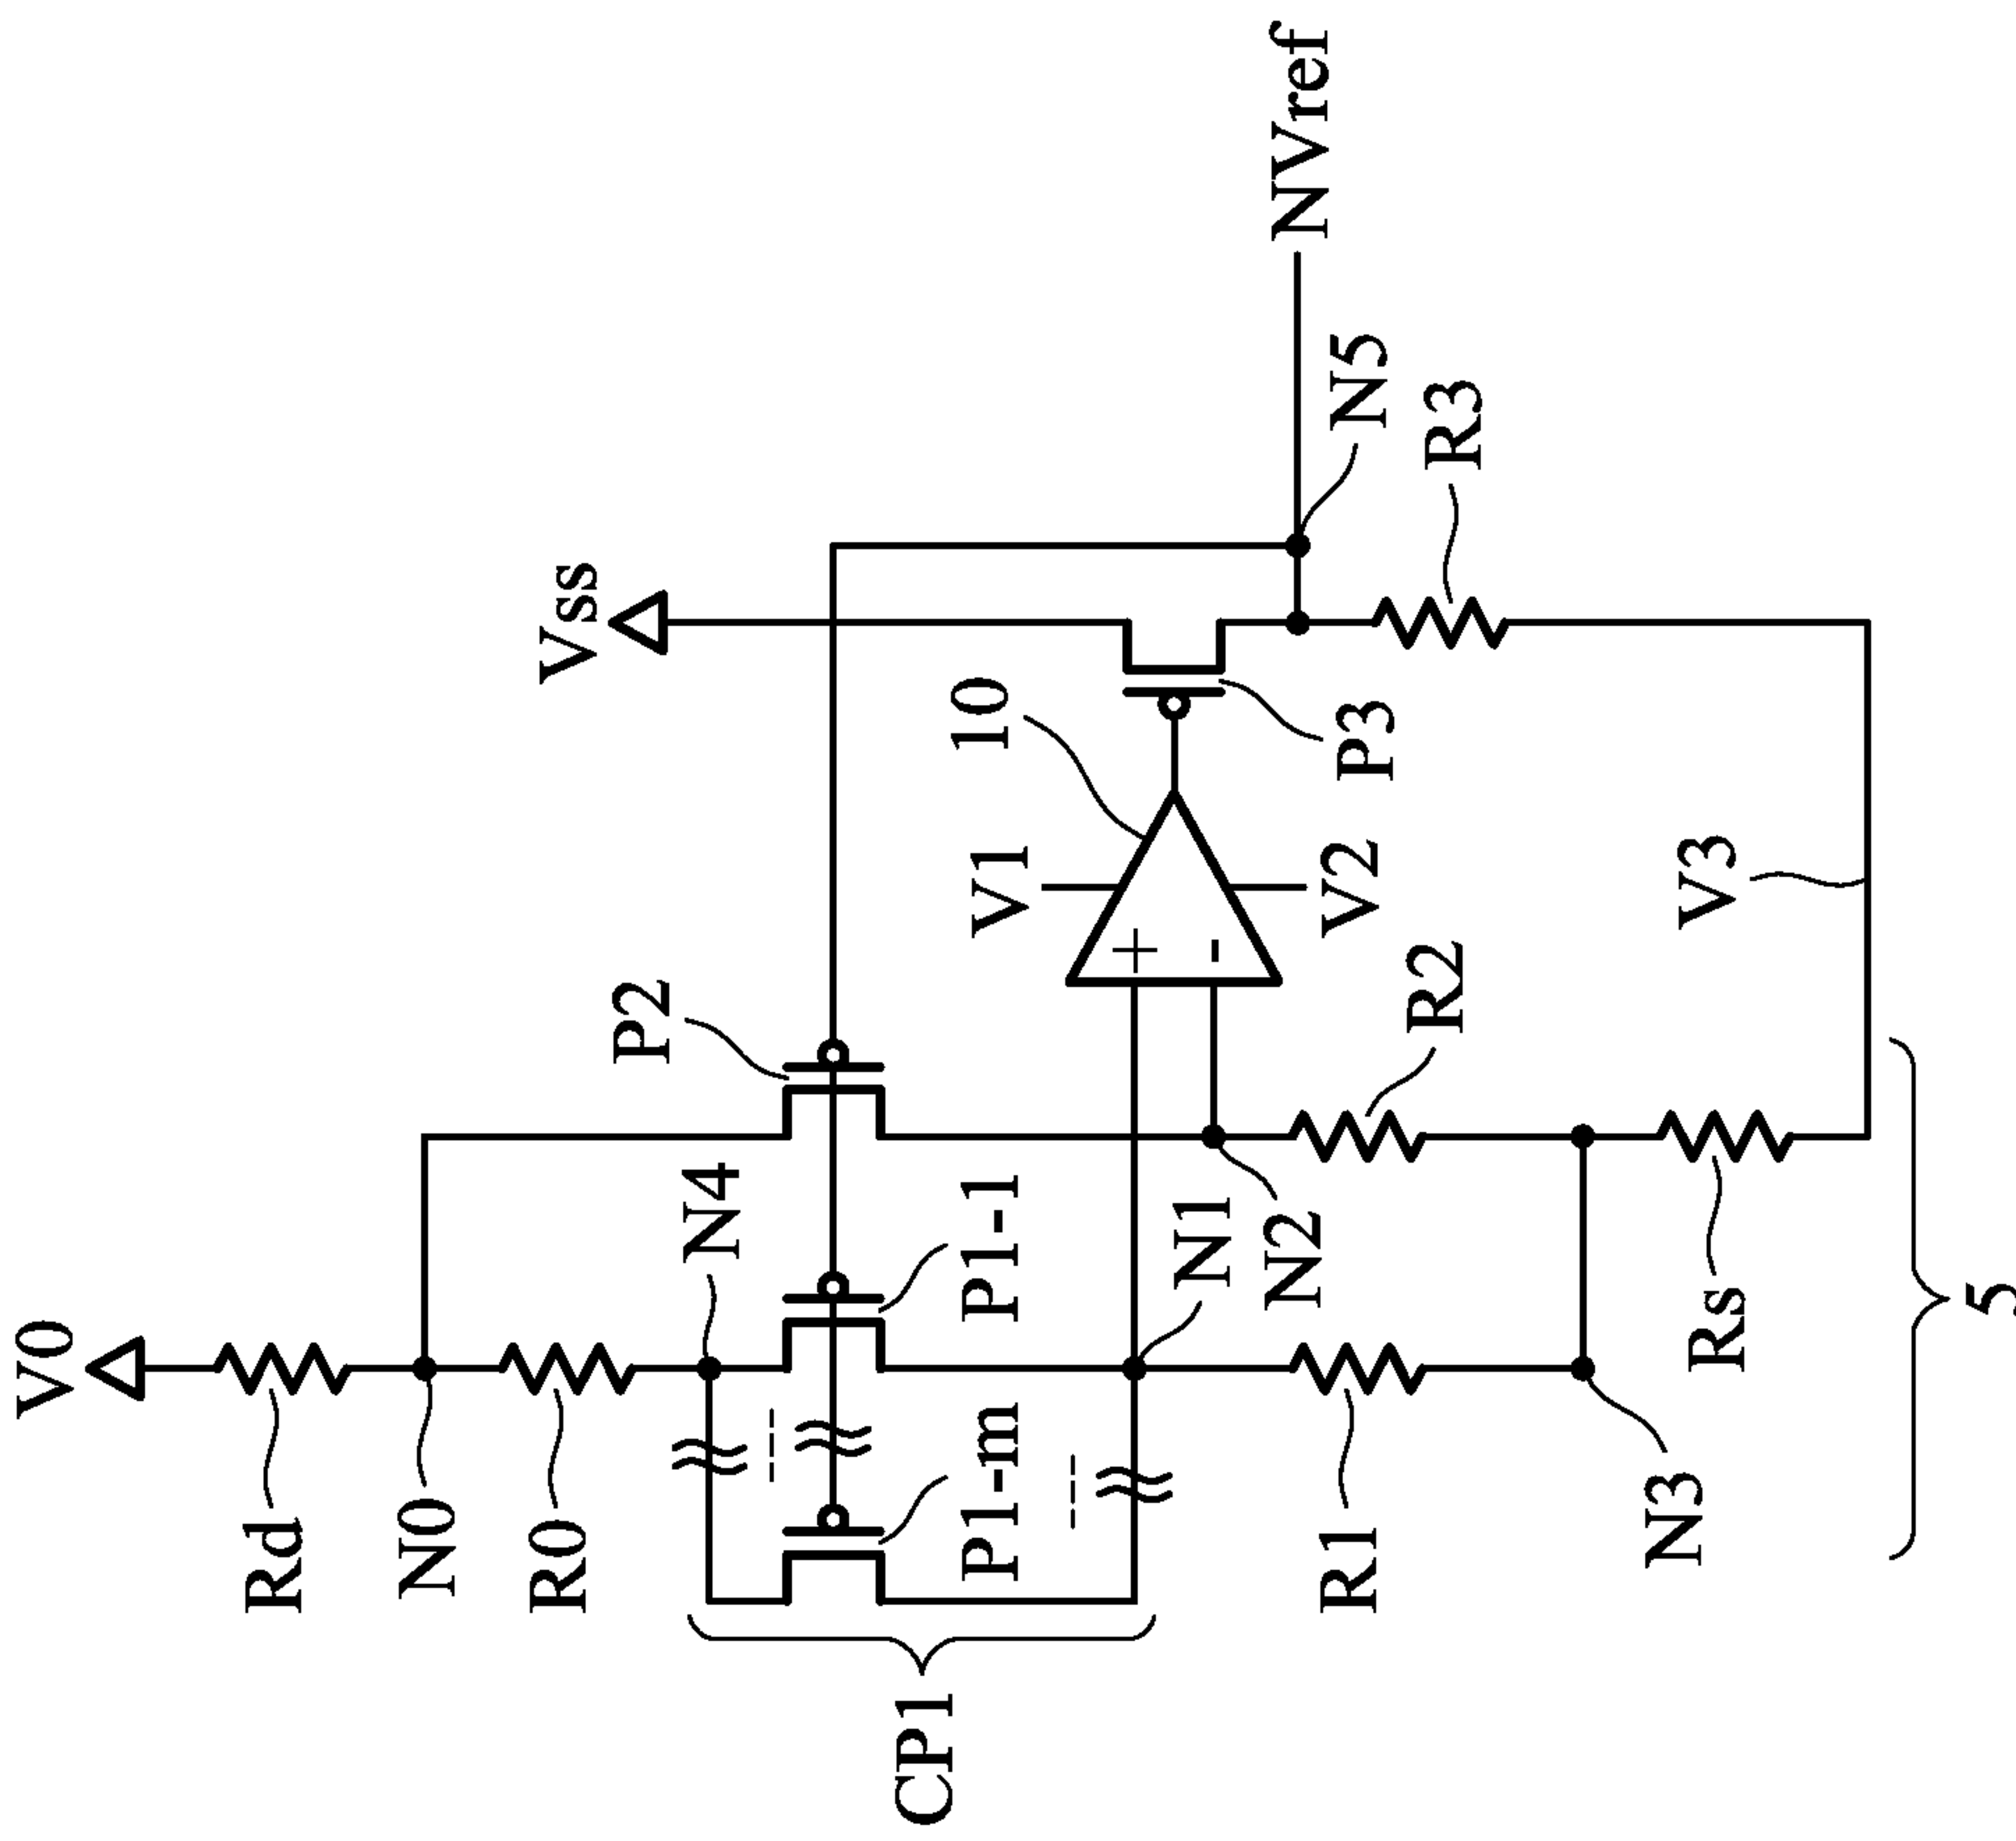 V0
Rd
N0
R0
N4
P2
Vss
CP1
P1-m
P1-1
10
V1
+
-
V2
P3
N1
N2
NVref
N5
R1
R2
R3
N3
Rs
V3
5